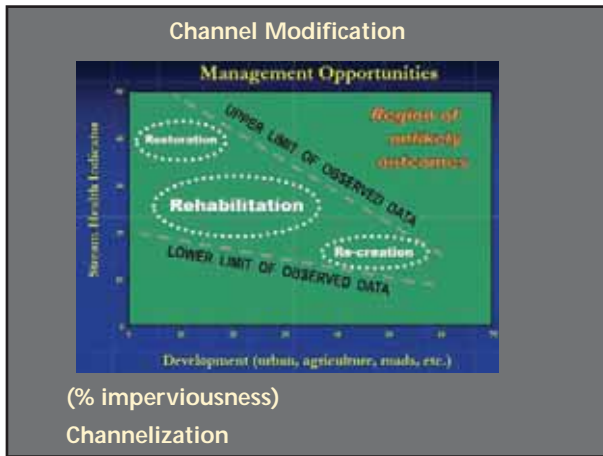 Channel Modification
Management Opportunities
Region of
unlikely
outcomes
UPPER LIMIT OF OBSERVED DATA
Restoration
Rehabilitation
Re-creation
LOWER LIMIT OF OBSERVED DATA
Stream Health Indicator
Development (urban, agriculture, roads, etc.)
(% imperviousness)
Channelization